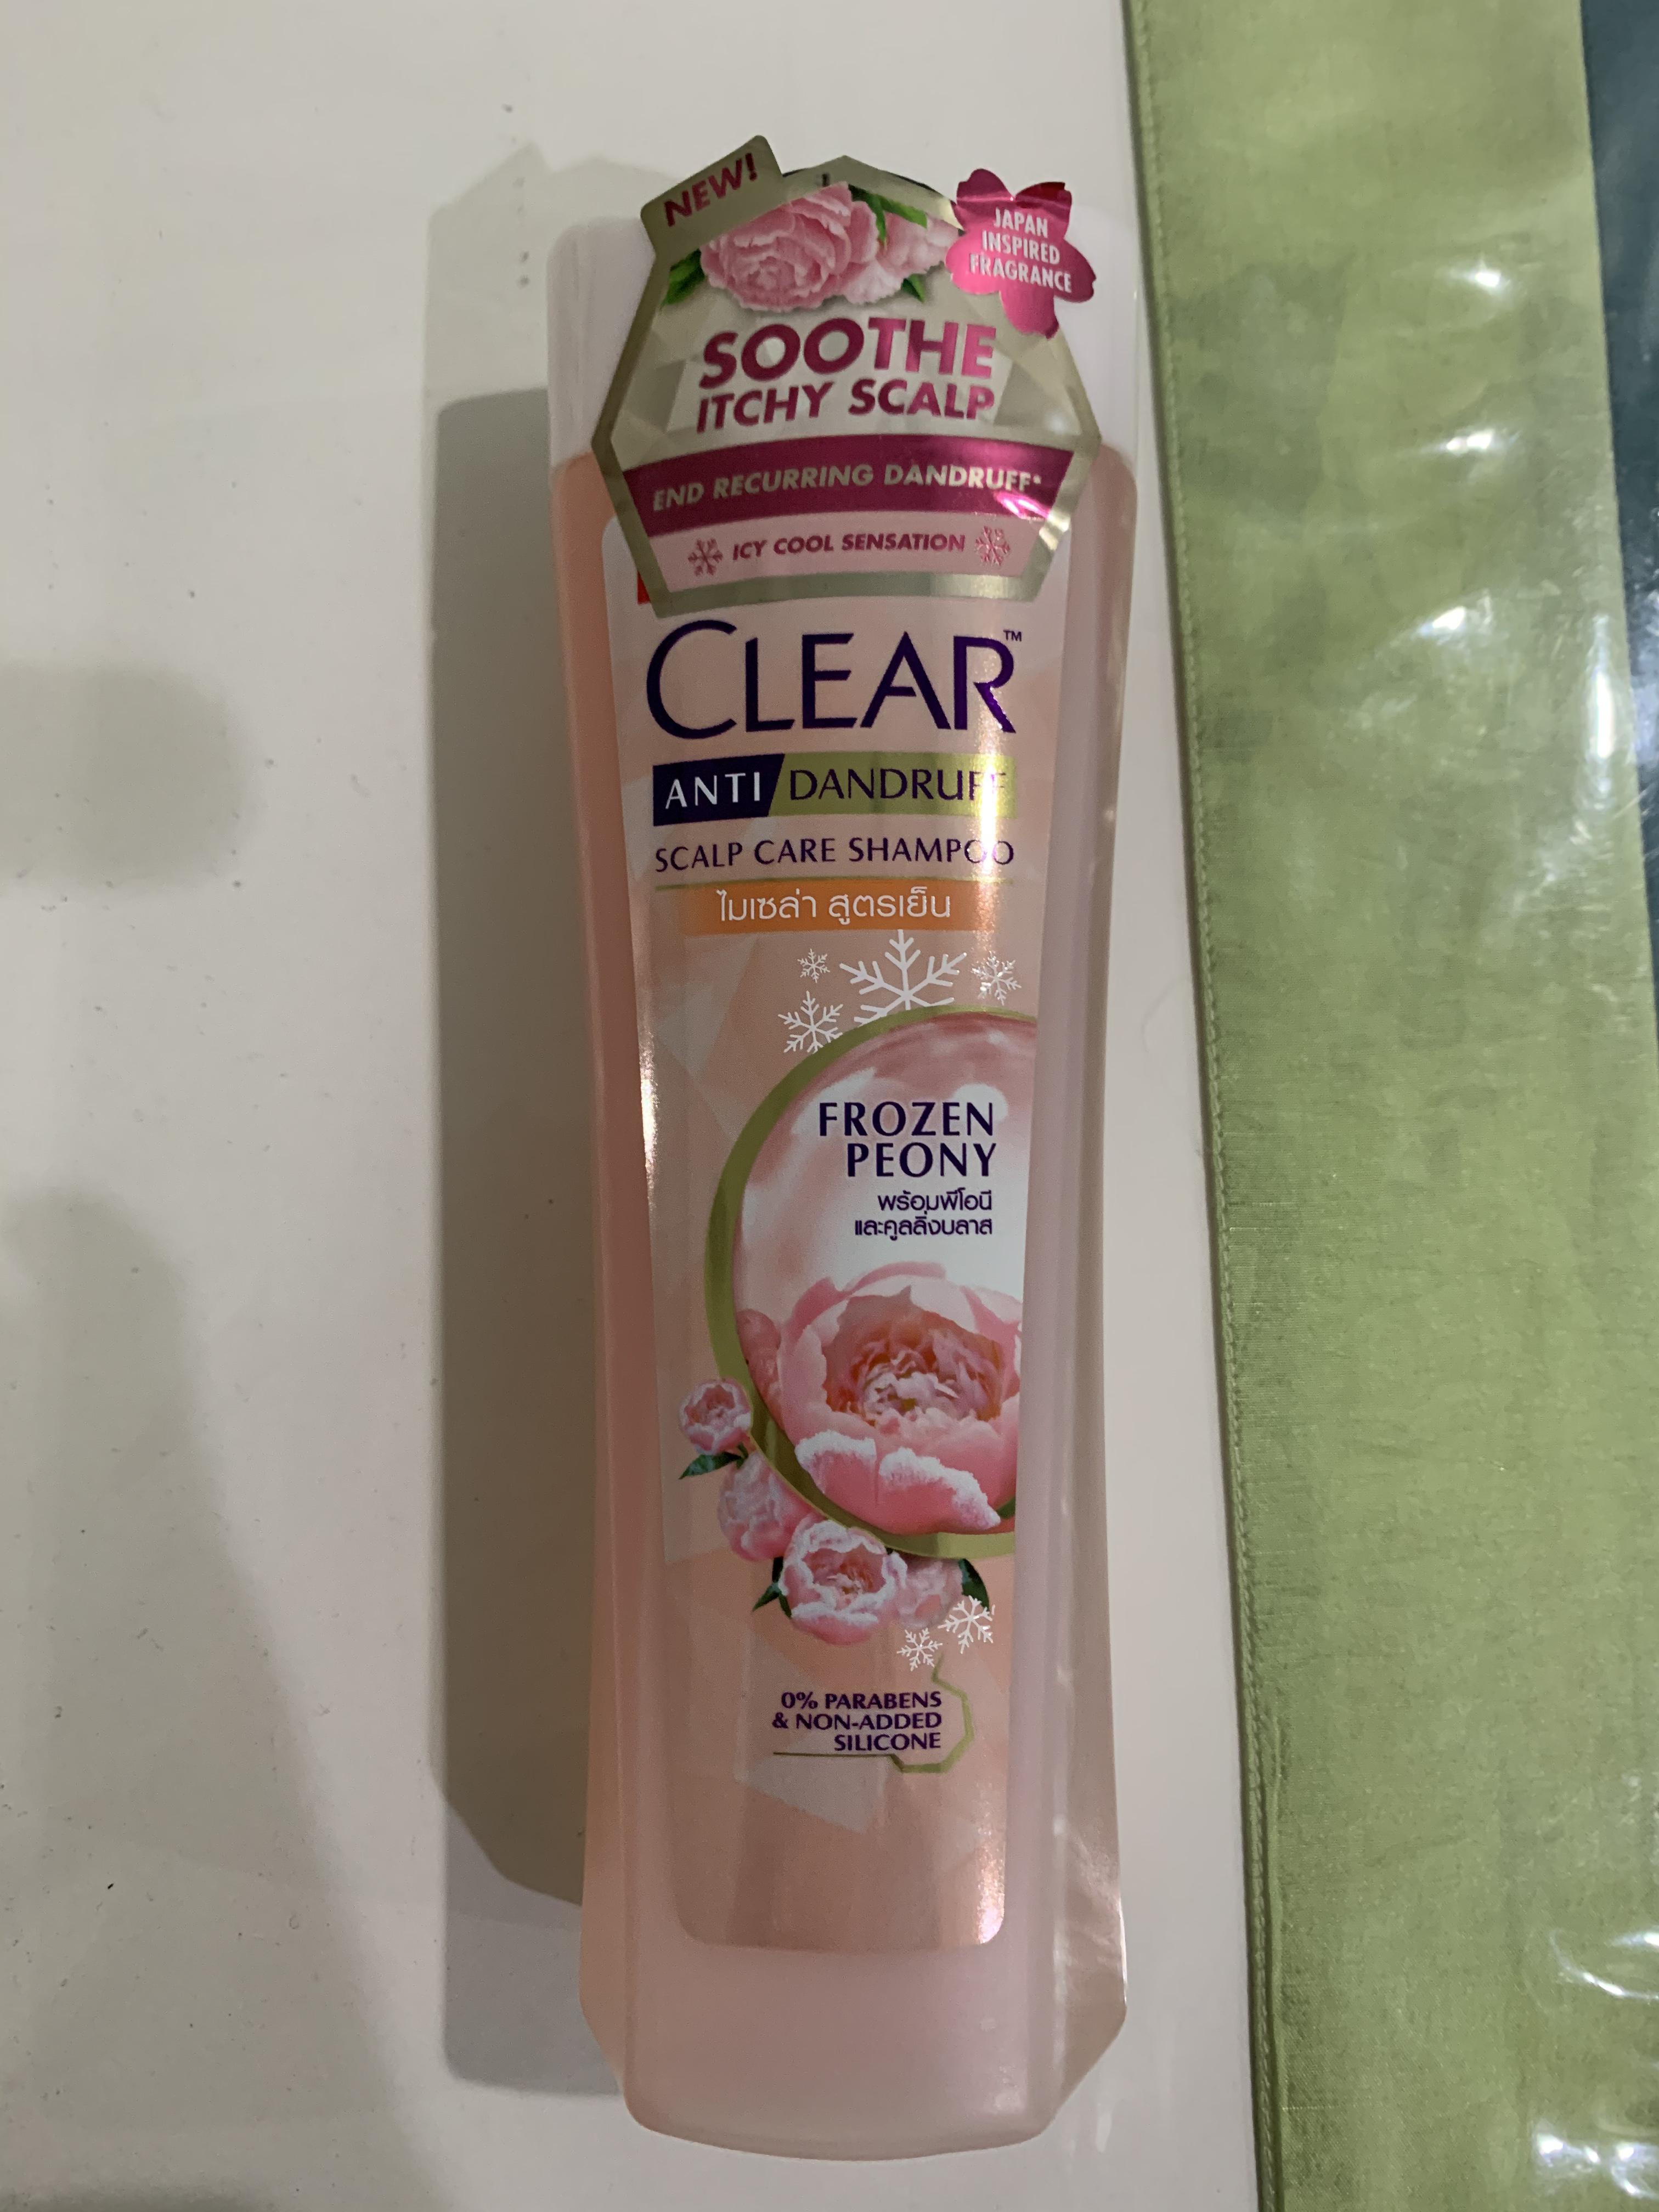 NEW!
JAPAN
INSPIRED
FRAGRANCE
SOOTHE
ITCHY SCALP
END RECURRING DANDRUFF*
ICY COOL SENSATION
CLEAR™
ANTI DANDRUFF
SCALP CARE SHAMPOO
ไมเซล่า สูตรเย็น
FROZEN
PEONY
พร้อมพีโอนี
และคูลลิ่งบลาส
0% PARABENS
& NON-ADDED
SILICONE